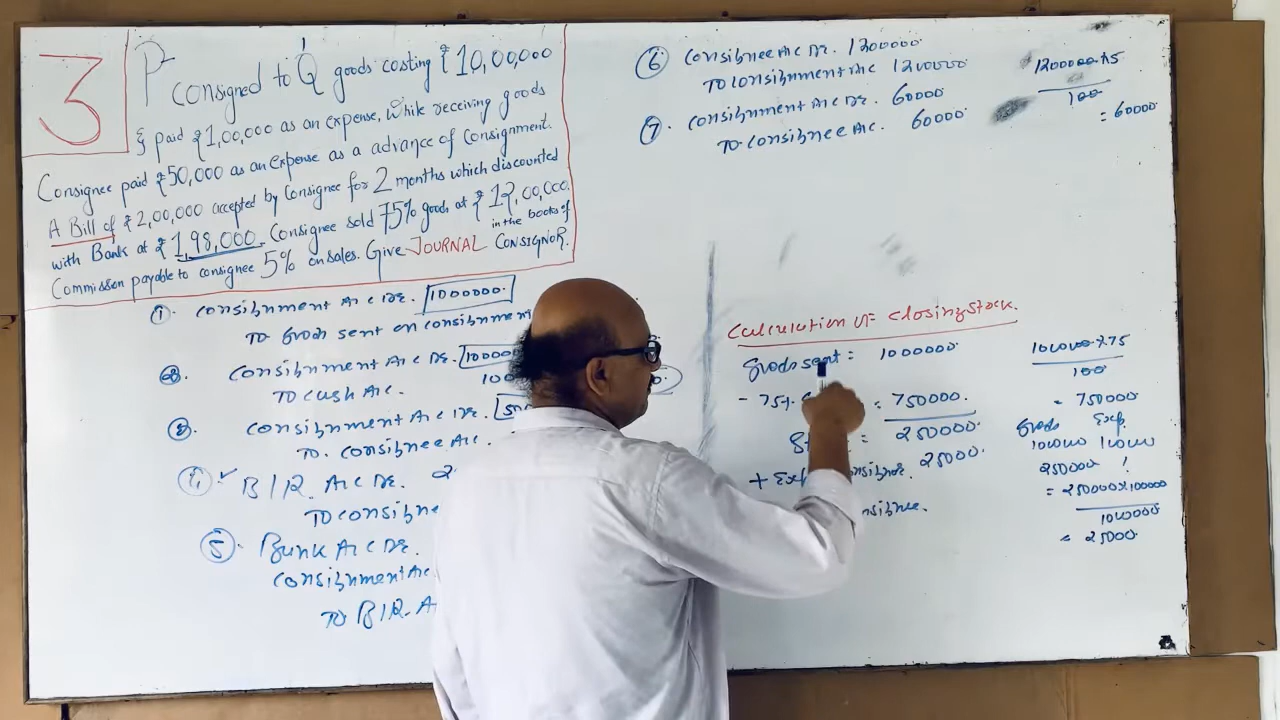 3
P consigned to Q goods costing ₹ 10,00,000
& paid ₹1,00,000 as an expense, While receiving goods
Consignee paid ₹50,000 as an expense as a advance of Consignment.
A Bill of ₹2,00,000 accepted by Consignee for 2 months which discounted
with Bank at ₹1,98,000. Consignee sold 75% goods at ₹ 12,00,000.
Commission payable to consignee 5% on sales. Give JOURNAL in the books of CONSIGNOR.
① Consignment A/c Dr. 1000000.
To Goods sent on consignment
②. Consignment A/c Dr.
To Cash A/c.
③. Consignment A/c Dr.
To. Consignee A/c.
④ ✓ B/R. A/c Dr.
To Consigne
⑤. Bank A/c Dr.
Consignment A/c.
To B/R. A
⑥ Consignee A/c Dr. 1200000
To Consignment A/c 1200000
⑦. Consignment A/c Dr. 60000
To. Consignee A/c. 60000
1200000 × 5
100
= 60000
Calculation of closing stock.
Goods sent = 1000000
- 75%. = 750000.
= 250000.
+ Exp Consignor. 25000.
nsignee.
1000000 × 75
100
= 750000
Goods Exp
1000000 100000
250000 ?
= 250000 × 100000
1000000
= 25000